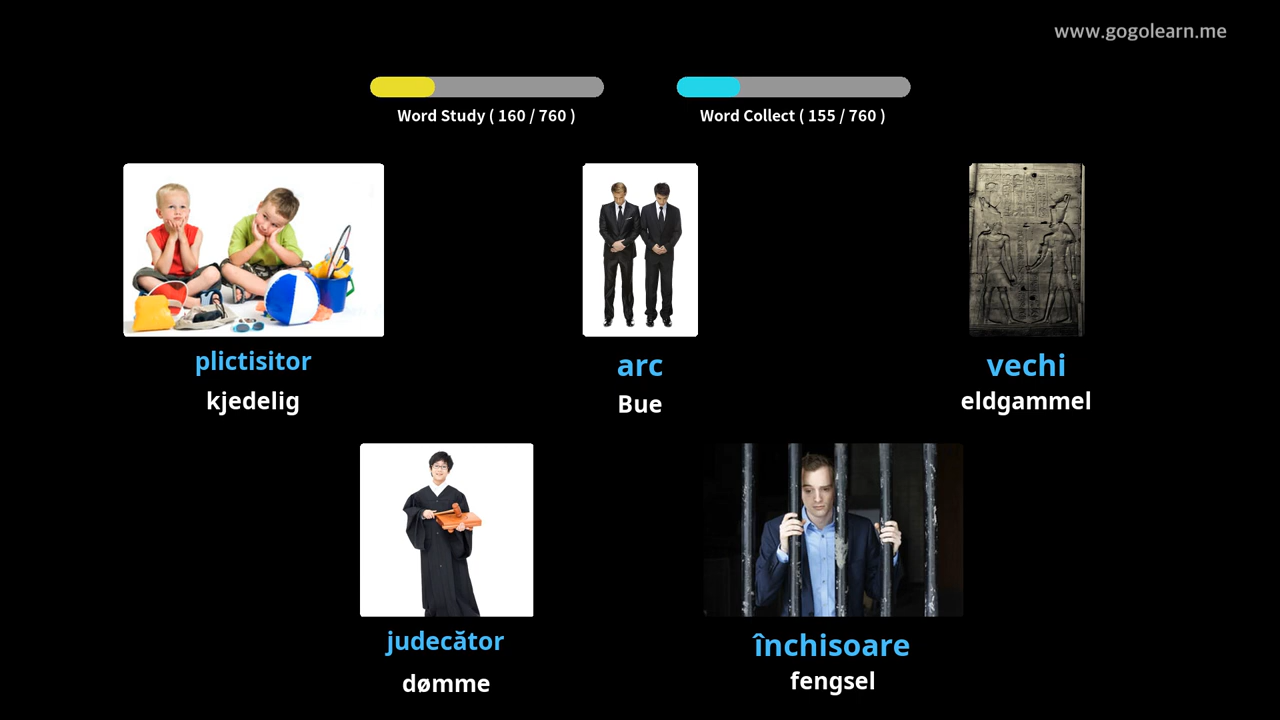 www.gogolearn.me
Word Study ( 160 / 760 )
Word Collect ( 155 / 760 )
plictisitor
kjedelig
arc
Bue
vechi
eldgammel
judecător
dømme
închisoare
fengsel